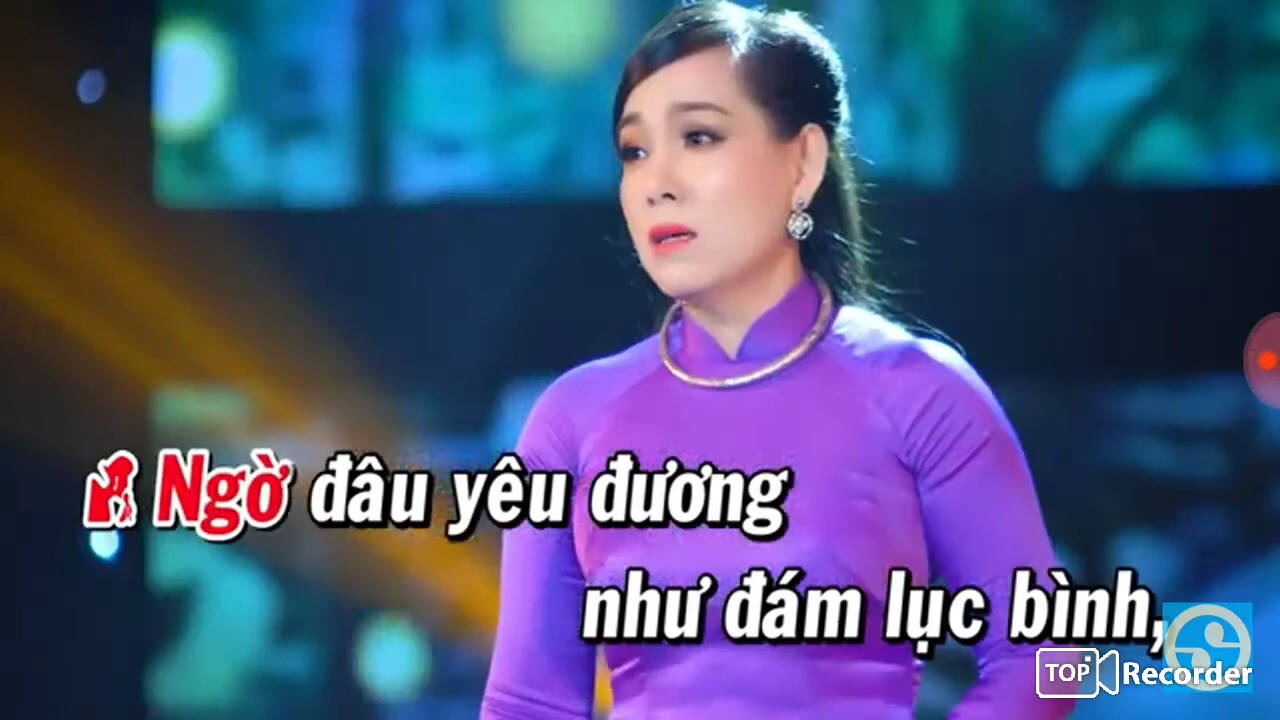 Ngờ đâu yêu đương
như đám lục bình,
TOP Recorder